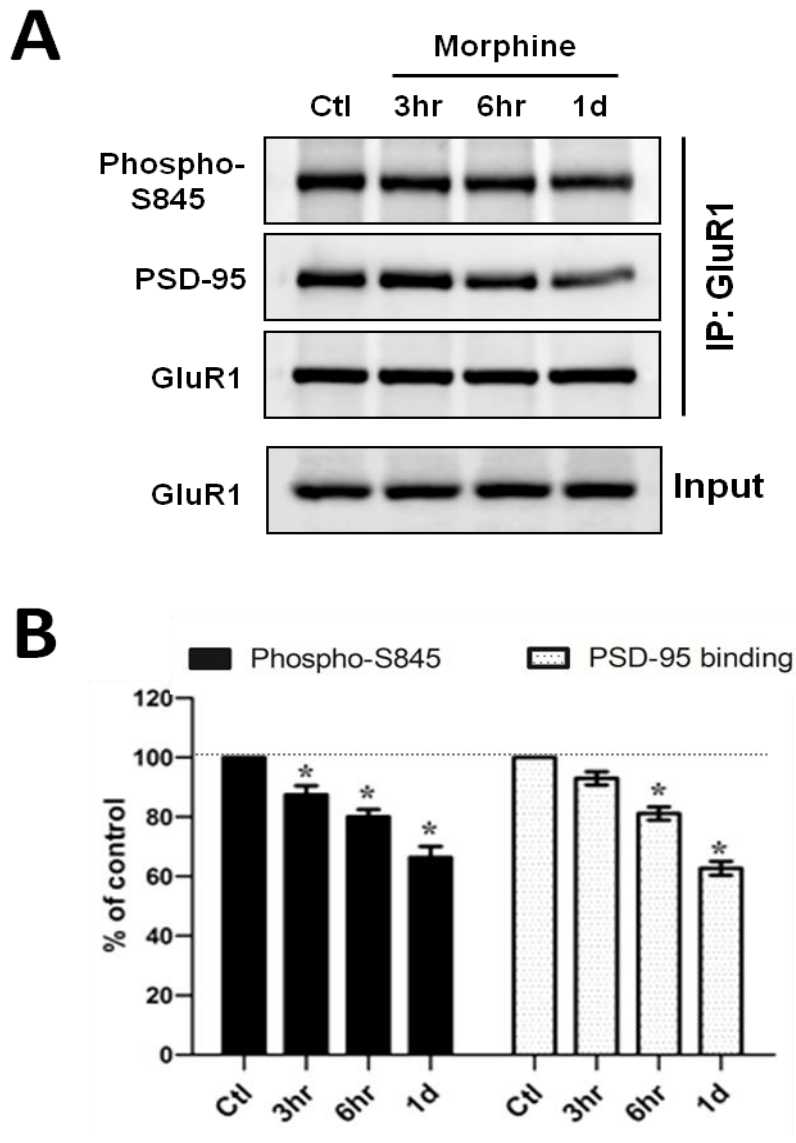 A
Morphine
Ctl 3hr 6hr 1d
Phospho-
S845
PSD-95
GluR1
IP: GluR1
GluR1
Input
B
Phospho-S845 PSD-95 binding
% of control
120
100
80
60
40
20
0
* * * * *
Ctl 3hr 6hr 1d Ctl 3hr 6hr 1d